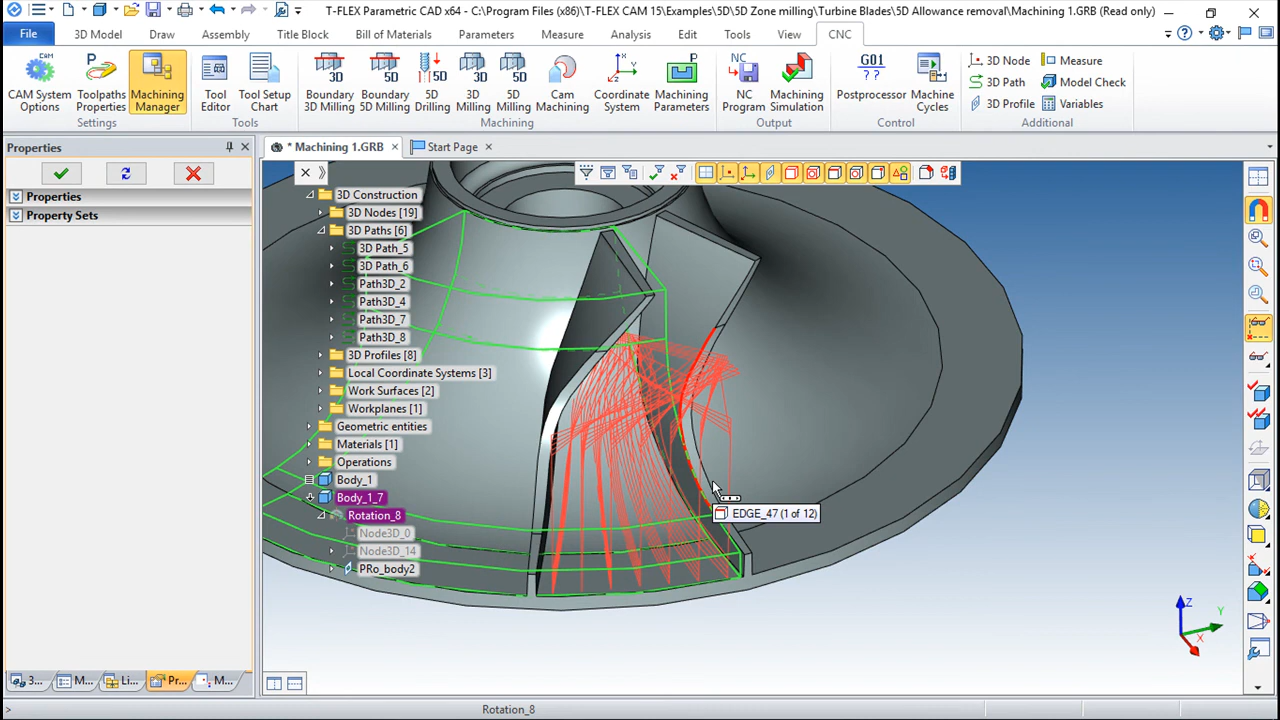 T-FLEX Parametric CAD x64 - C:\Program Files (x86)\T-FLEX CAM 15\Examples\5D\5D Zone milling\Turbine Blades\5D Allowance removal\Machining 1.GRB (Read only)
File
3D Model
Draw
Assembly
Title Block
Bill of Materials
Parameters
Measure
Analysis
Edit
Tools
View
CNC
CAM System Options
Toolpaths Properties
Machining Manager
Settings
Tool Editor
Tool Setup Chart
Tools
Boundary 3D Milling
Boundary 5D Milling
5D Drilling
3D Milling
5D Milling
Cam Machining
Coordinate System
Machining Parameters
Machining
NC Program
Machining Simulation
Output
G01 ??
Postprocessor
Machine Cycles
Control
3D Node
3D Path
3D Profile
Measure
Model Check
Variables
Additional
Properties
* Machining 1.GRB
Start Page
Properties
Property Sets
3D Construction
3D Nodes [19]
3D Paths [6]
3D Path_5
3D Path_6
Path3D_2
Path3D_4
Path3D_7
Path3D_8
3D Profiles [8]
Local Coordinate Systems [3]
Work Surfaces [2]
Workplanes [1]
Geometric entities
Materials [1]
Operations
Body_1
Body_1_7
Rotation_8
Node3D_0
Node3D_14
PRo_body2
EDGE_47 (1 of 12)
Z
Y
X
3...
M...
Li...
Pr...
M...
>
Rotation_8